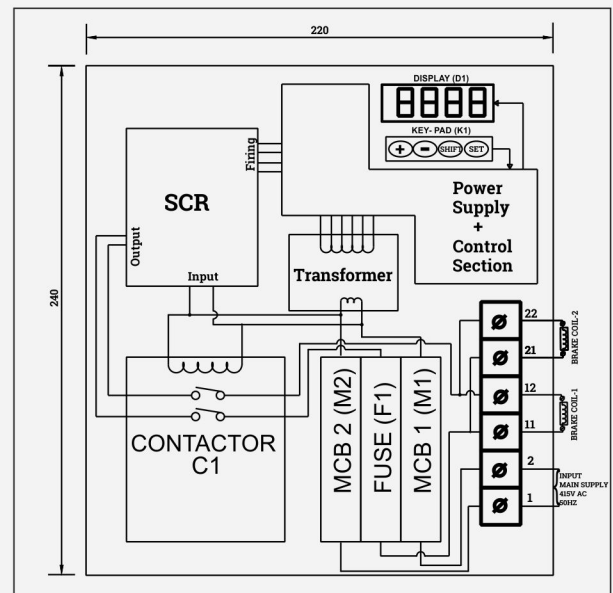 220
240
DISPLAY (D1)
8888
KEY- PAD (K1)
+ - SHIFT SET
Firing
SCR
Output
Input
Power
Supply
+
Control
Section
Transformer
CONTACTOR
C1
MCB 2 (M2)
FUSE (F1)
MCB 1 (M1)
22
21
12
11
2
1
BRAKE COIL-2
BRAKE COIL-1
INPUT
MAIN SUPPLY
415V AC
50HZ